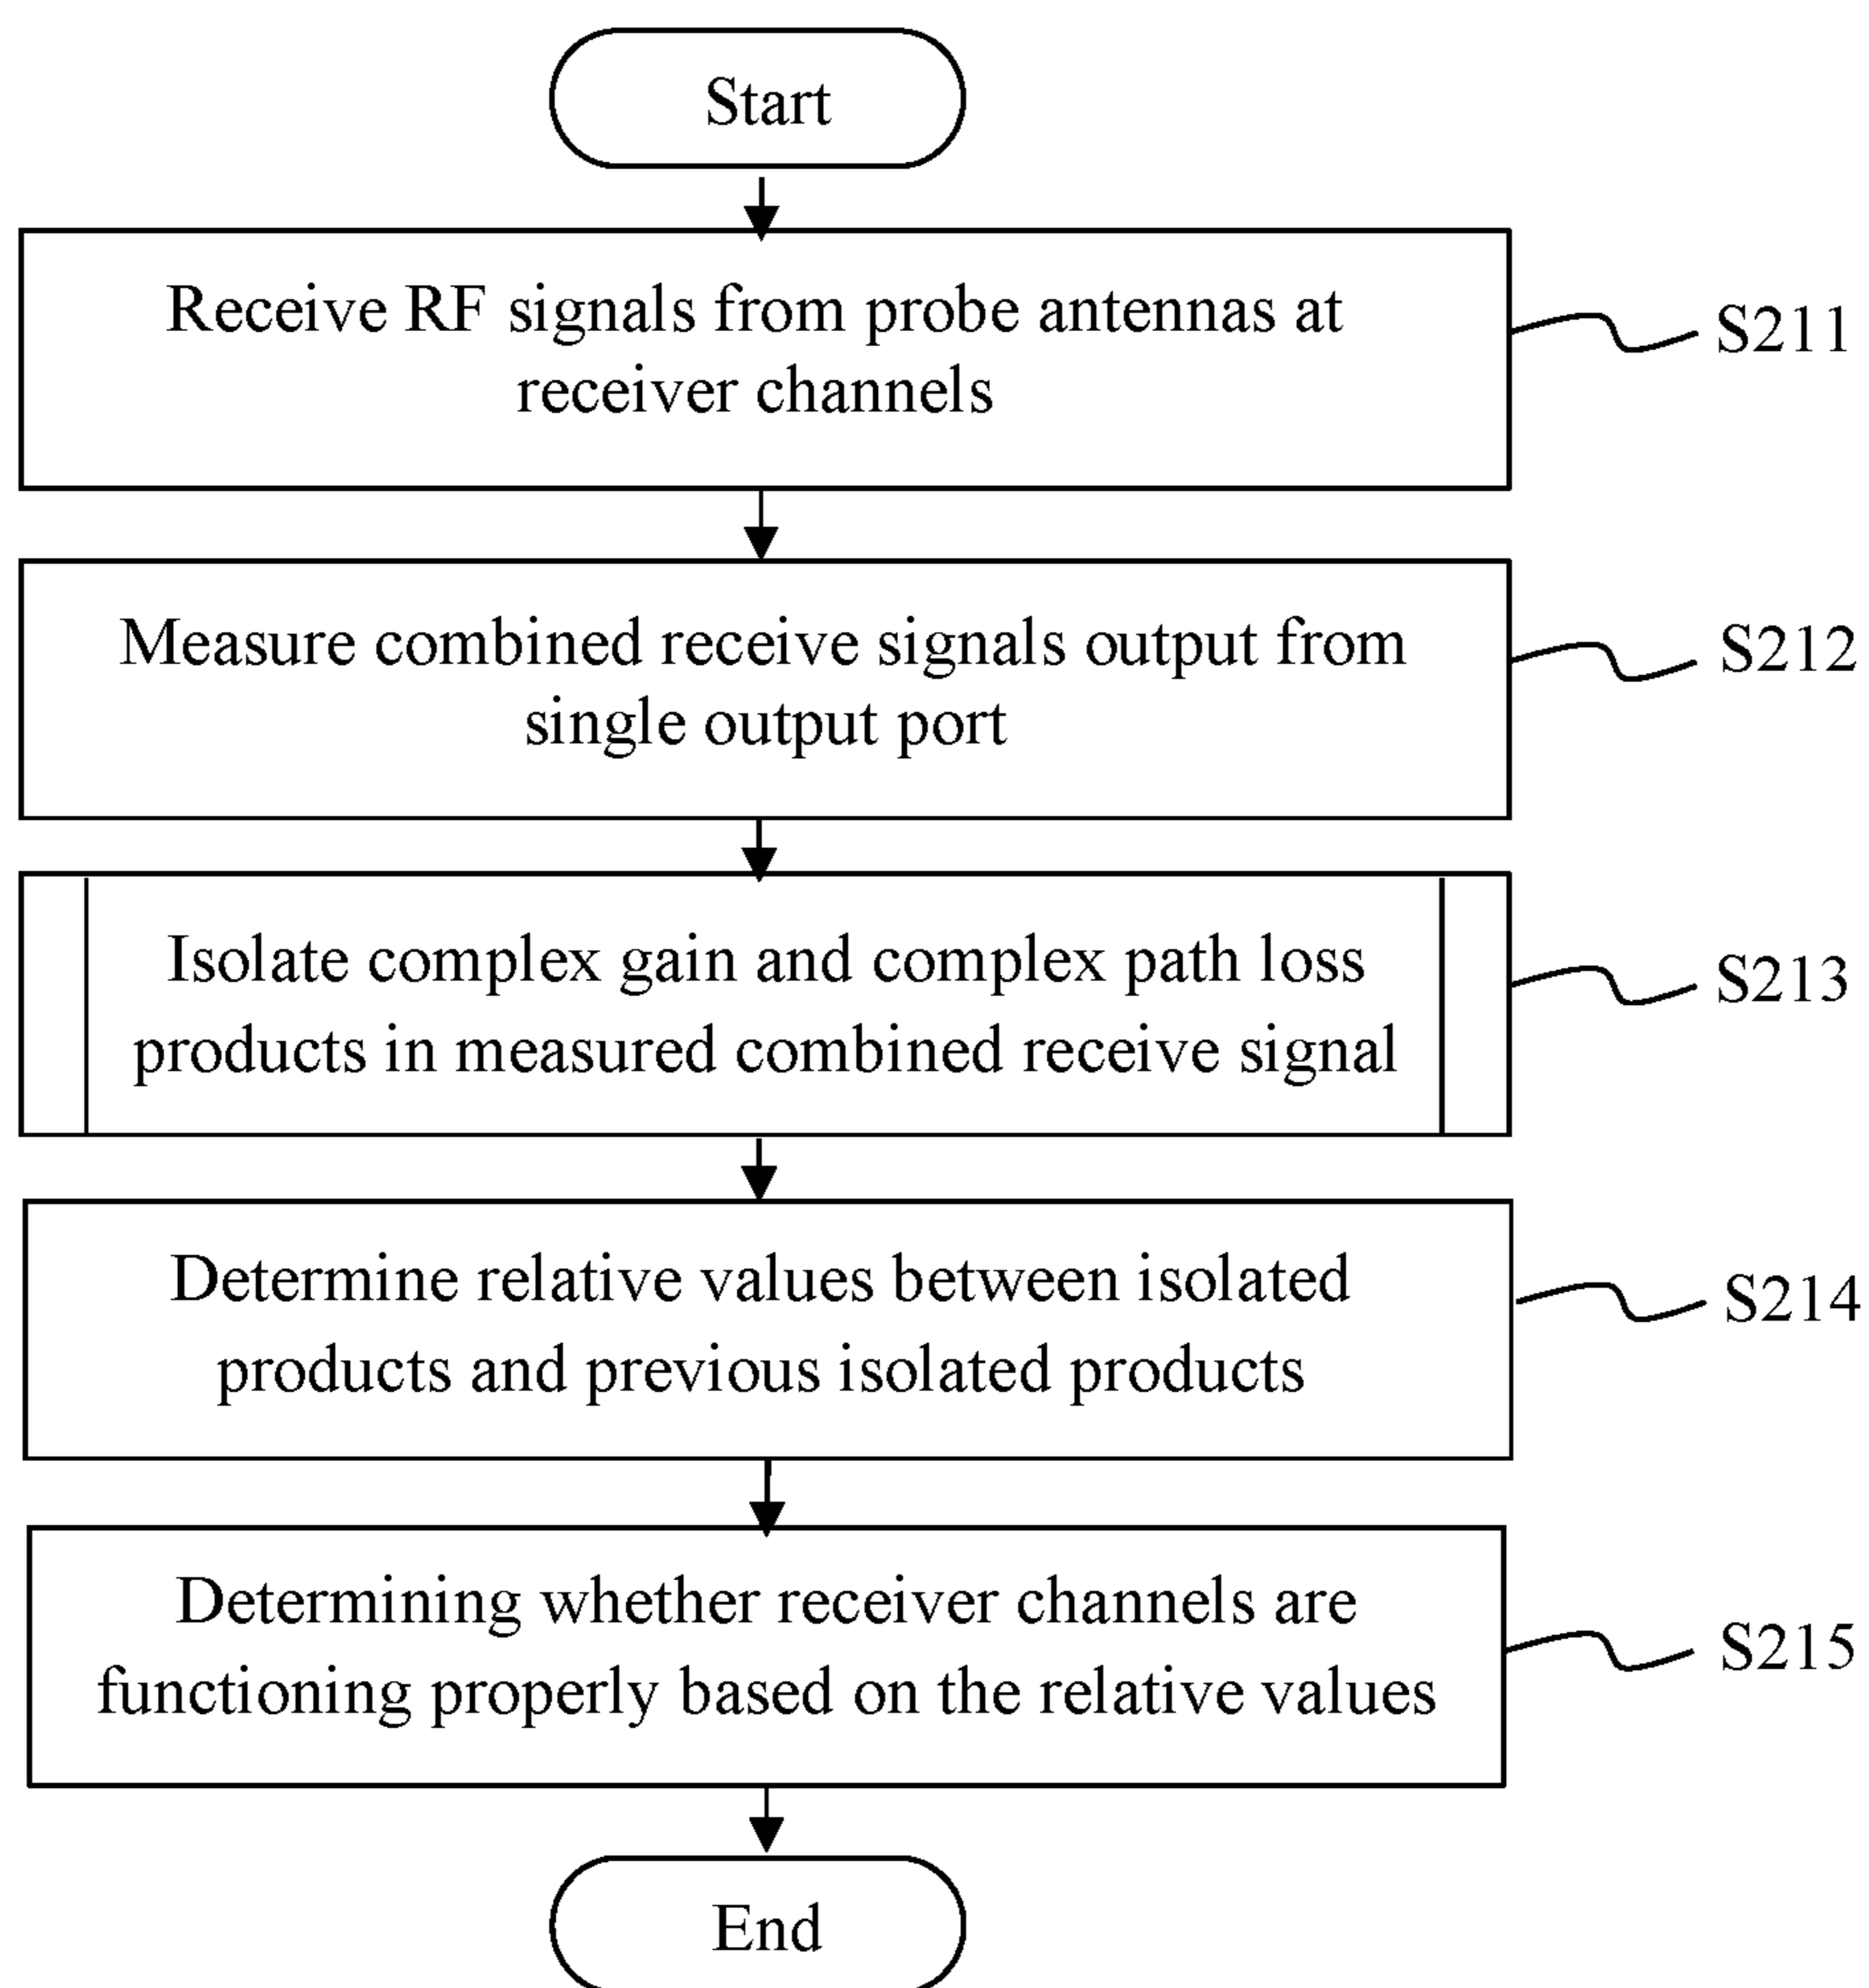 Start
Receive RF signals from probe antennas at
receiver channels
S211
Measure combined receive signals output from
single output port
S212
Isolate complex gain and complex path loss
products in measured combined receive signal
S213
Determine relative values between isolated
products and previous isolated products
S214
Determining whether receiver channels are
functioning properly based on the relative values
S215
End